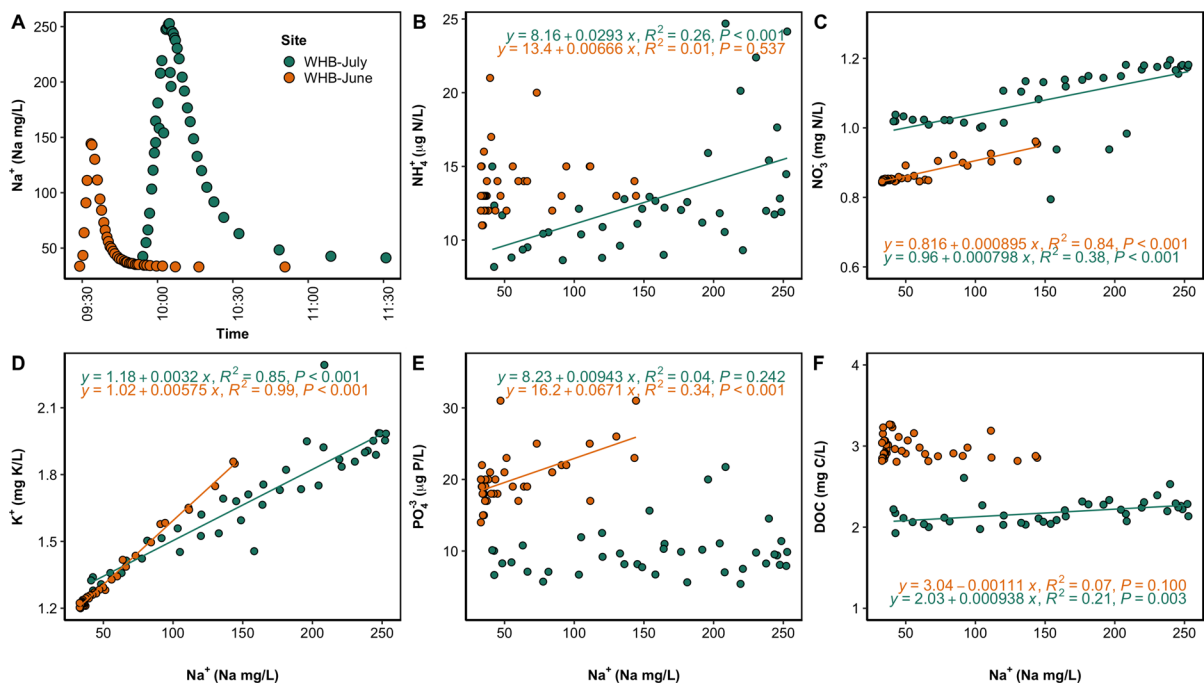 A
Na⁺ (Na mg/L)
250
200
150
100
50
Site
WHB-July
WHB-June
09:30
10:00
10:30
11:00
11:30
Time
B
NH₄⁺ (µg N/L)
25
20
15
10
y = 8.16 + 0.0293 x, R² = 0.26, P < 0.001
y = 13.4 + 0.00666 x, R² = 0.01, P = 0.537
50 100 150 200 250
C
NO₃⁻ (mg N/L)
1.2
1.0
0.8
0.6
y = 0.816 + 0.000895 x, R² = 0.84, P < 0.001
y = 0.96 + 0.000798 x, R² = 0.38, P < 0.001
50 100 150 200 250
D
K⁺ (mg K/L)
2.1
1.8
1.5
1.2
y = 1.18 + 0.0032 x, R² = 0.85, P < 0.001
y = 1.02 + 0.00575 x, R² = 0.99, P < 0.001
50 100 150 200 250
Na⁺ (Na mg/L)
E
PO₄⁻³ (µg P/L)
30
20
10
y = 8.23 + 0.00943 x, R² = 0.04, P = 0.242
y = 16.2 + 0.0671 x, R² = 0.34, P < 0.001
50 100 150 200 250
Na⁺ (Na mg/L)
F
DOC (mg C/L)
4
3
2
1
y = 3.04 − 0.00111 x, R² = 0.07, P = 0.100
y = 2.03 + 0.000938 x, R² = 0.21, P = 0.003
50 100 150 200 250
Na⁺ (Na mg/L)